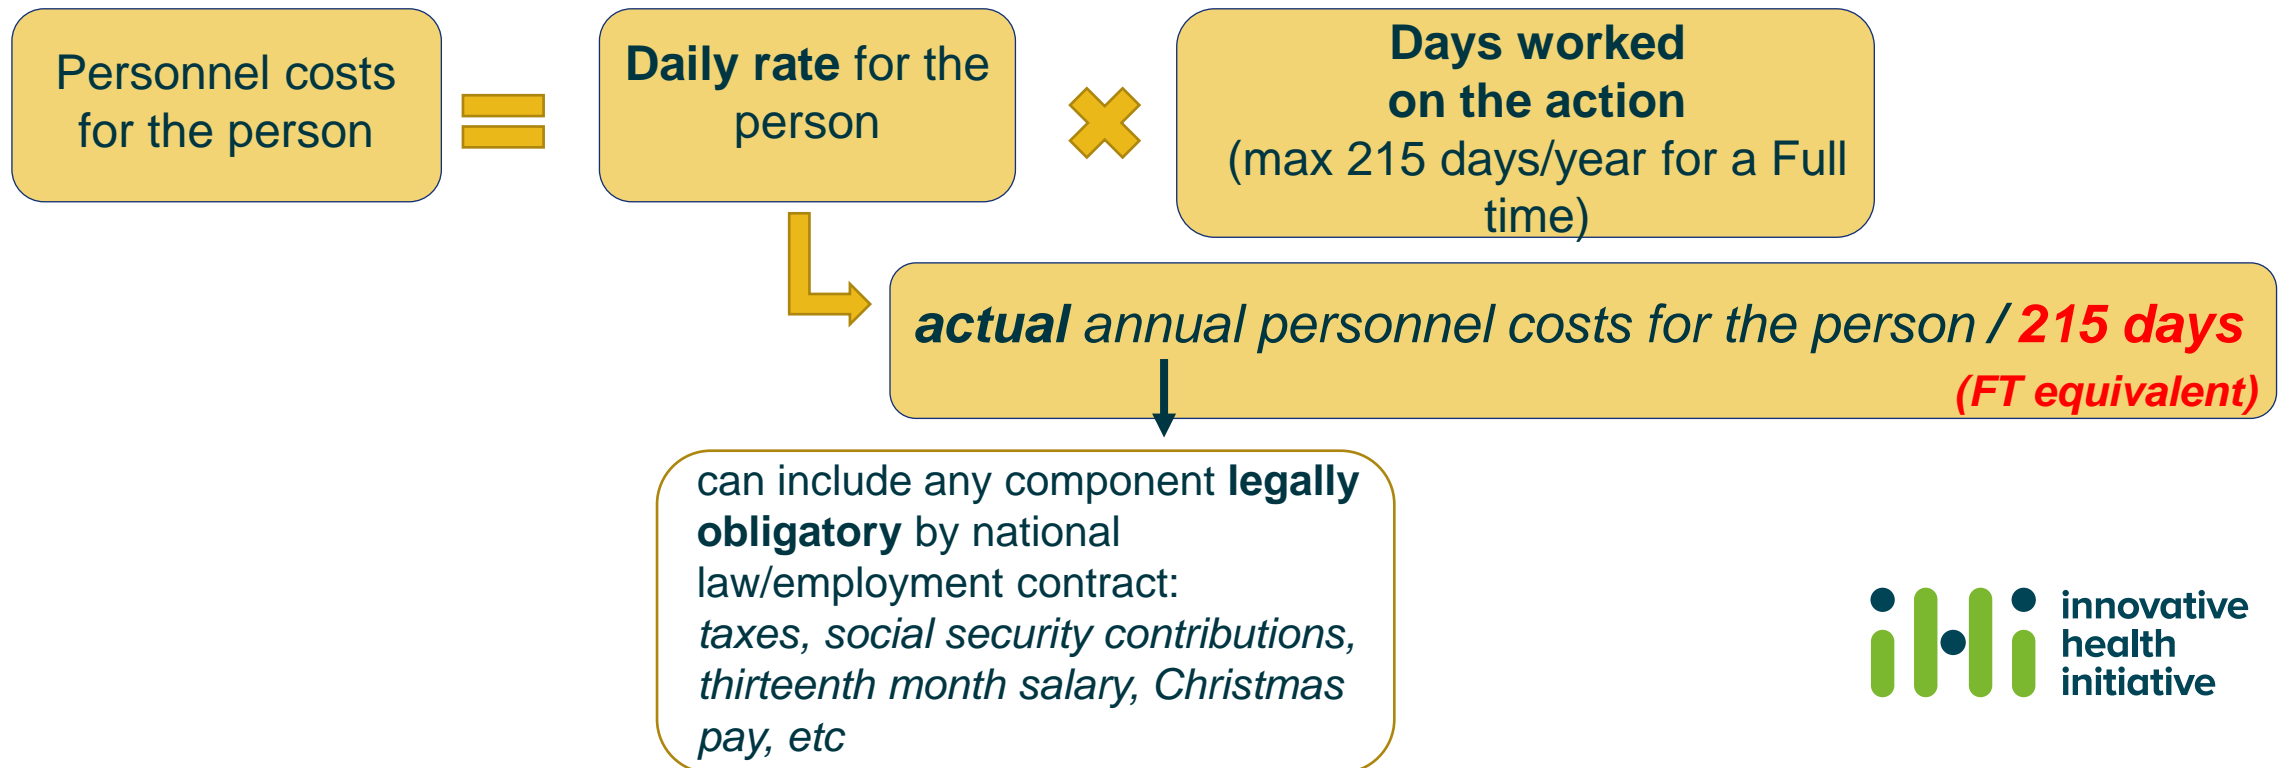 Personnel costs
for the person
Daily rate for the
person
Days worked
on the action
(max 215 days/year for a Full
time)
actual annual personnel costs for the person / 215 days
(FT equivalent)
can include any component legally
obligatory by national
law/employment contract:
taxes, social security contributions,
thirteenth month salary, Christmas
pay, etc
iHi
innovative
health
initiative